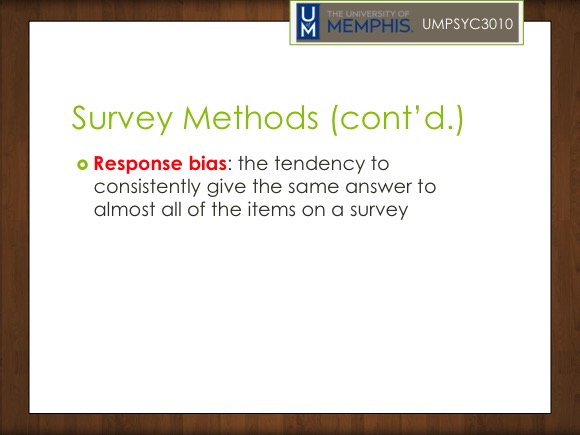 UM
THE UNIVERSITY OF
MEMPHIS.
UMPSYC3010
Survey Methods (cont’d.)
Response bias: the tendency to
consistently give the same answer to
almost all of the items on a survey